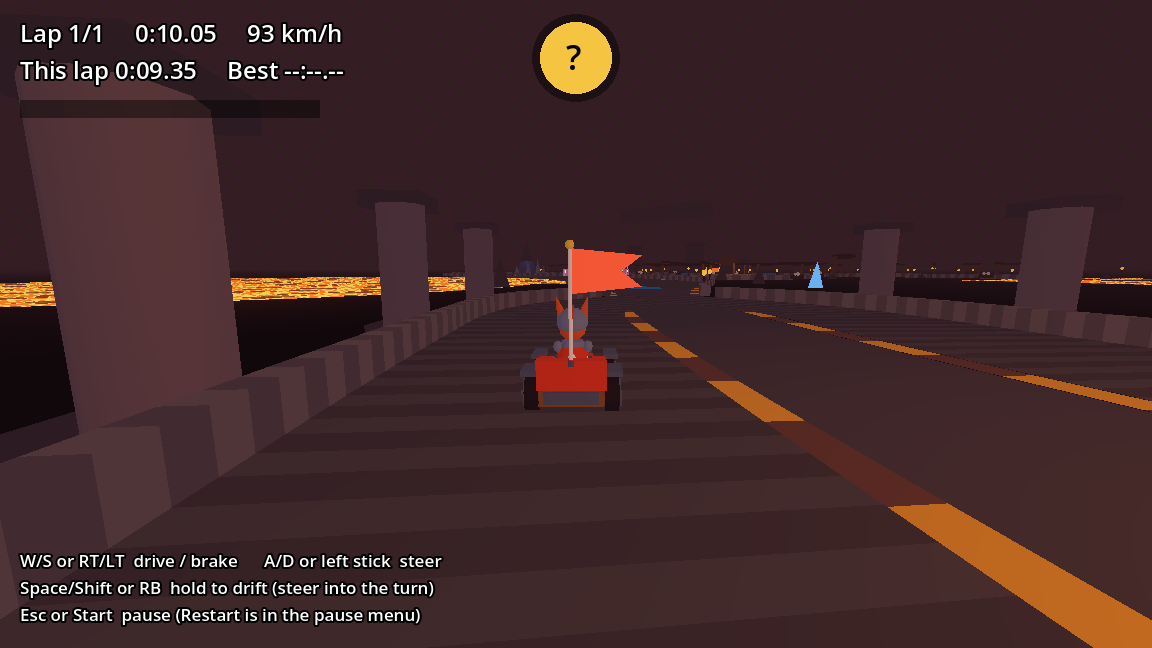 Lap 1/1 0:10.05 93 km/h
This lap 0:09.35 Best --:--.--
?
W/S or RT/LT drive / brake A/D or left stick steer
Space/Shift or RB hold to drift (steer into the turn)
Esc or Start pause (Restart is in the pause menu)